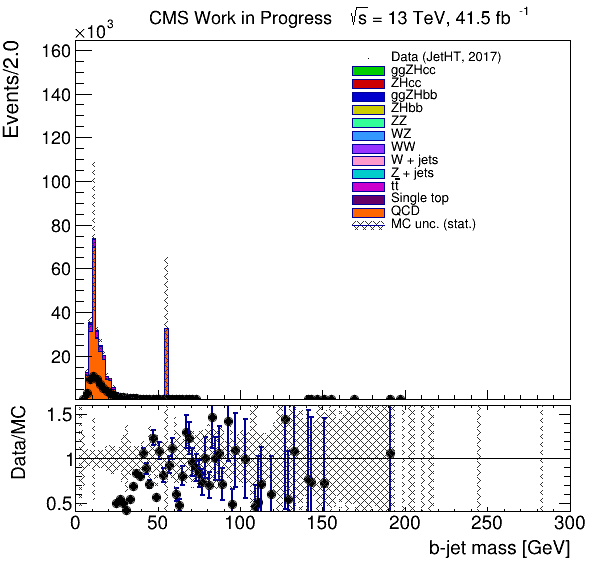 CMS Work in Progress √s = 13 TeV, 41.5 fb⁻¹
×10³
Events/2.0
160
140
120
100
80
60
40
20
Data (JetHT, 2017)
ggZHcc
ZHcc
ggZHbb
ZHbb
ZZ
WZ
WW
W + jets
Z + jets
tt̅
Single top
QCD
MC unc. (stat.)
Data/MC
1.5
1
0.5
0 50 100 150 200 250 300
b-jet mass [GeV]